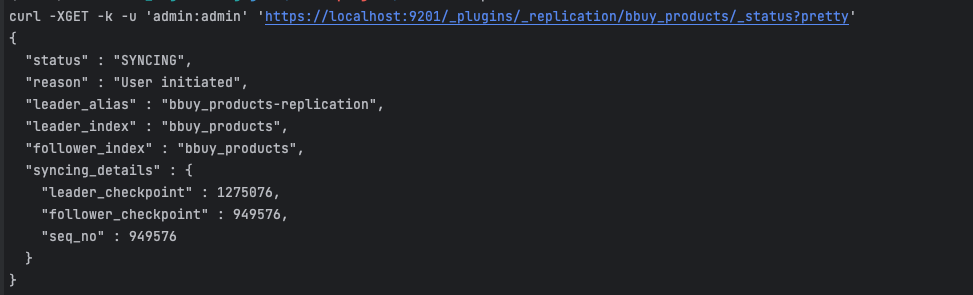 curl -XGET -k -u 'admin:admin' 'https://localhost:9201/_plugins/_replication/bbuy_products/_status?pretty'
{
  "status" : "SYNCING",
  "reason" : "User initiated",
  "leader_alias" : "bbuy_products-replication",
  "leader_index" : "bbuy_products",
  "follower_index" : "bbuy_products",
  "syncing_details" : {
    "leader_checkpoint" : 1275076,
    "follower_checkpoint" : 949576,
    "seq_no" : 949576
  }
}